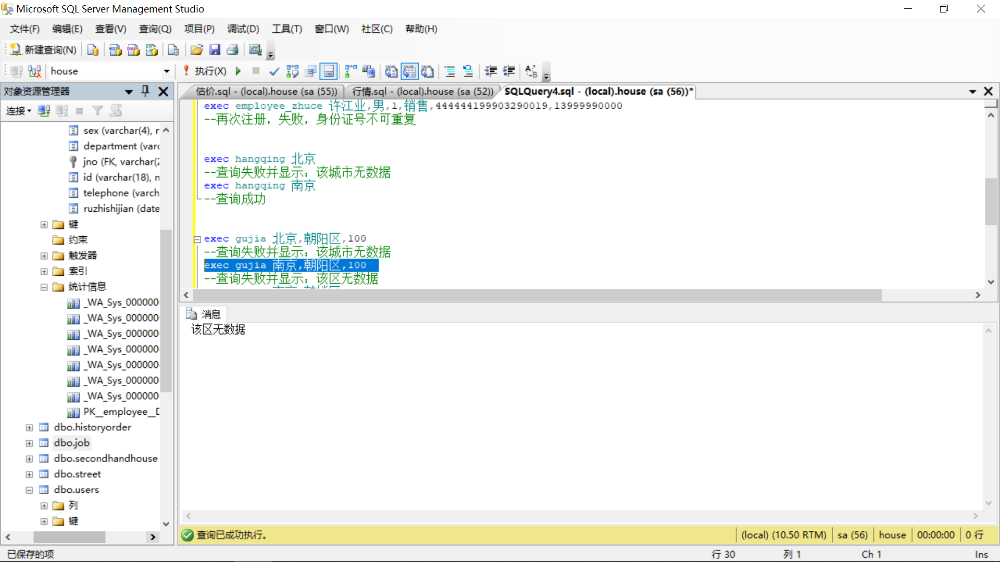 Microsoft SQL Server Management Studio
文件(F) 编辑(E) 查看(V) 查询(Q) 项目(P) 调试(D) 工具(T) 窗口(W) 社区(C) 帮助(H)
新建查询(N)
house
执行(X)
对象资源管理器
连接
sex (varchar(4), r
department (varc
jno (FK, varchar(2
id (varchar(18), n
telephone (varch
ruzhishijian (date
键
约束
触发器
索引
统计信息
_WA_Sys_000000
_WA_Sys_000000
_WA_Sys_000000
_WA_Sys_000000
_WA_Sys_000000
_WA_Sys_000000
_WA_Sys_000000
PK__employee__D
dbo.historyorder
dbo.job
dbo.secondhandhouse
dbo.street
dbo.users
列
键
估价.sql - (local).house (sa (55)) 行情.sql - (local).house (sa (52)) SQLQuery4.sql - (local).house (sa (56))*
exec employee_zhuce 许江业,男,1,销售,444444199903290019,13999990000
--再次注册，失败，身份证号不可重复
exec hangqing 北京
--查询失败并显示：该城市无数据
exec hangqing 南京
--查询成功
exec gujia 北京,朝阳区,100
--查询失败并显示：该城市无数据
exec gujia 南京,朝阳区,100
--查询失败并显示：该区无数据
消息
该区无数据
查询已成功执行。 (local) (10.50 RTM) sa (56) house 00:00:00 0 行
已保存的项 行 30 列 1 Ch 1 Ins